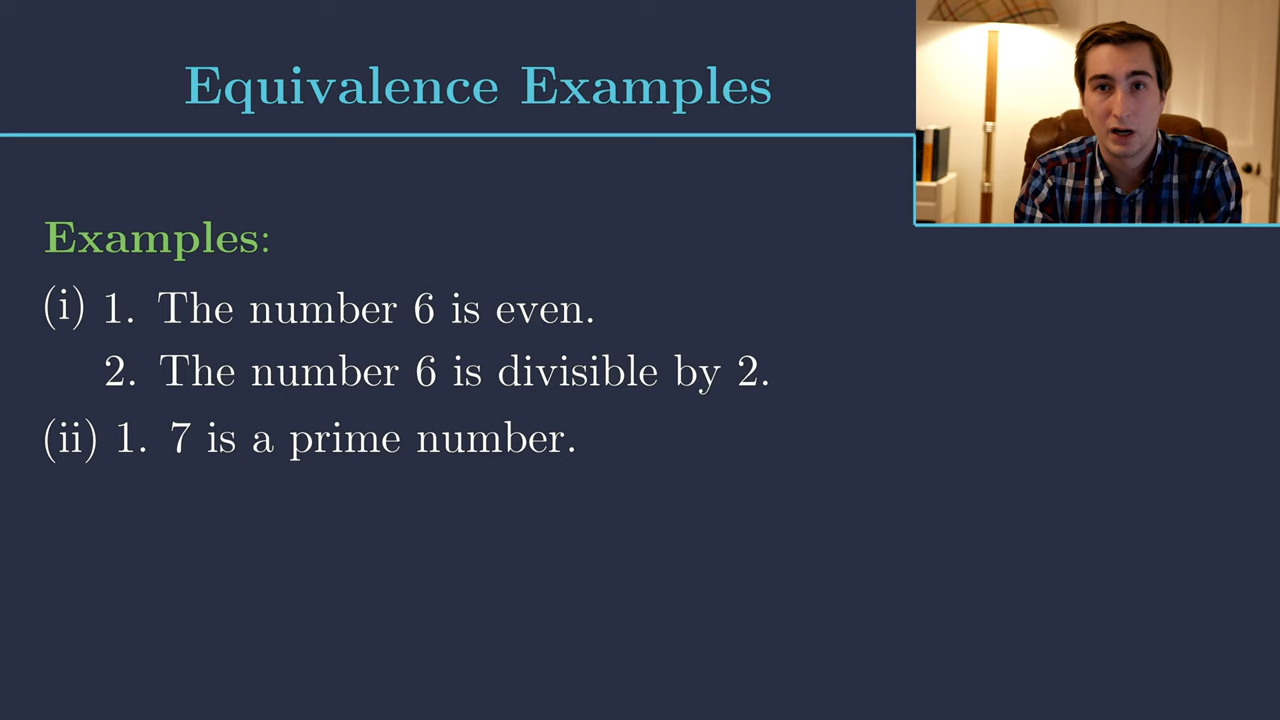 Equivalence Examples
Examples:
(i) 1. The number 6 is even.
2. The number 6 is divisible by 2.
(ii) 1. 7 is a prime number.